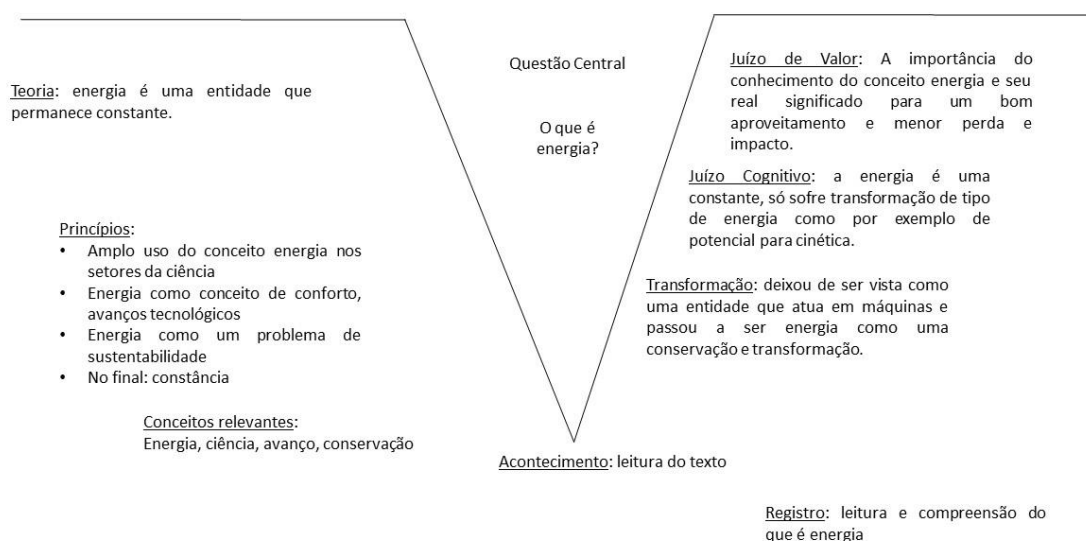 Teoria: energia é uma entidade que
permanece constante.
Princípios:
• Amplo uso do conceito energia nos
setores da ciência
• Energia como conceito de conforto,
avanços tecnológicos
• Energia como um problema de
sustentabilidade
• No final: constância
Conceitos relevantes:
Energia, ciência, avanço, conservação
Questão Central
O que é
energia?
Acontecimento: leitura do texto
Juízo de Valor: A importância do
conhecimento do conceito energia e seu
real significado para um bom
aproveitamento e menor perda e
impacto.
Juízo Cognitivo: a energia é uma
constante, só sofre transformação de tipo
de energia como por exemplo de
potencial para cinética.
Transformação: deixou de ser vista como
uma entidade que atua em máquinas e
passou a ser energia como uma
conservação e transformação.
Registro: leitura e compreensão do
que é energia